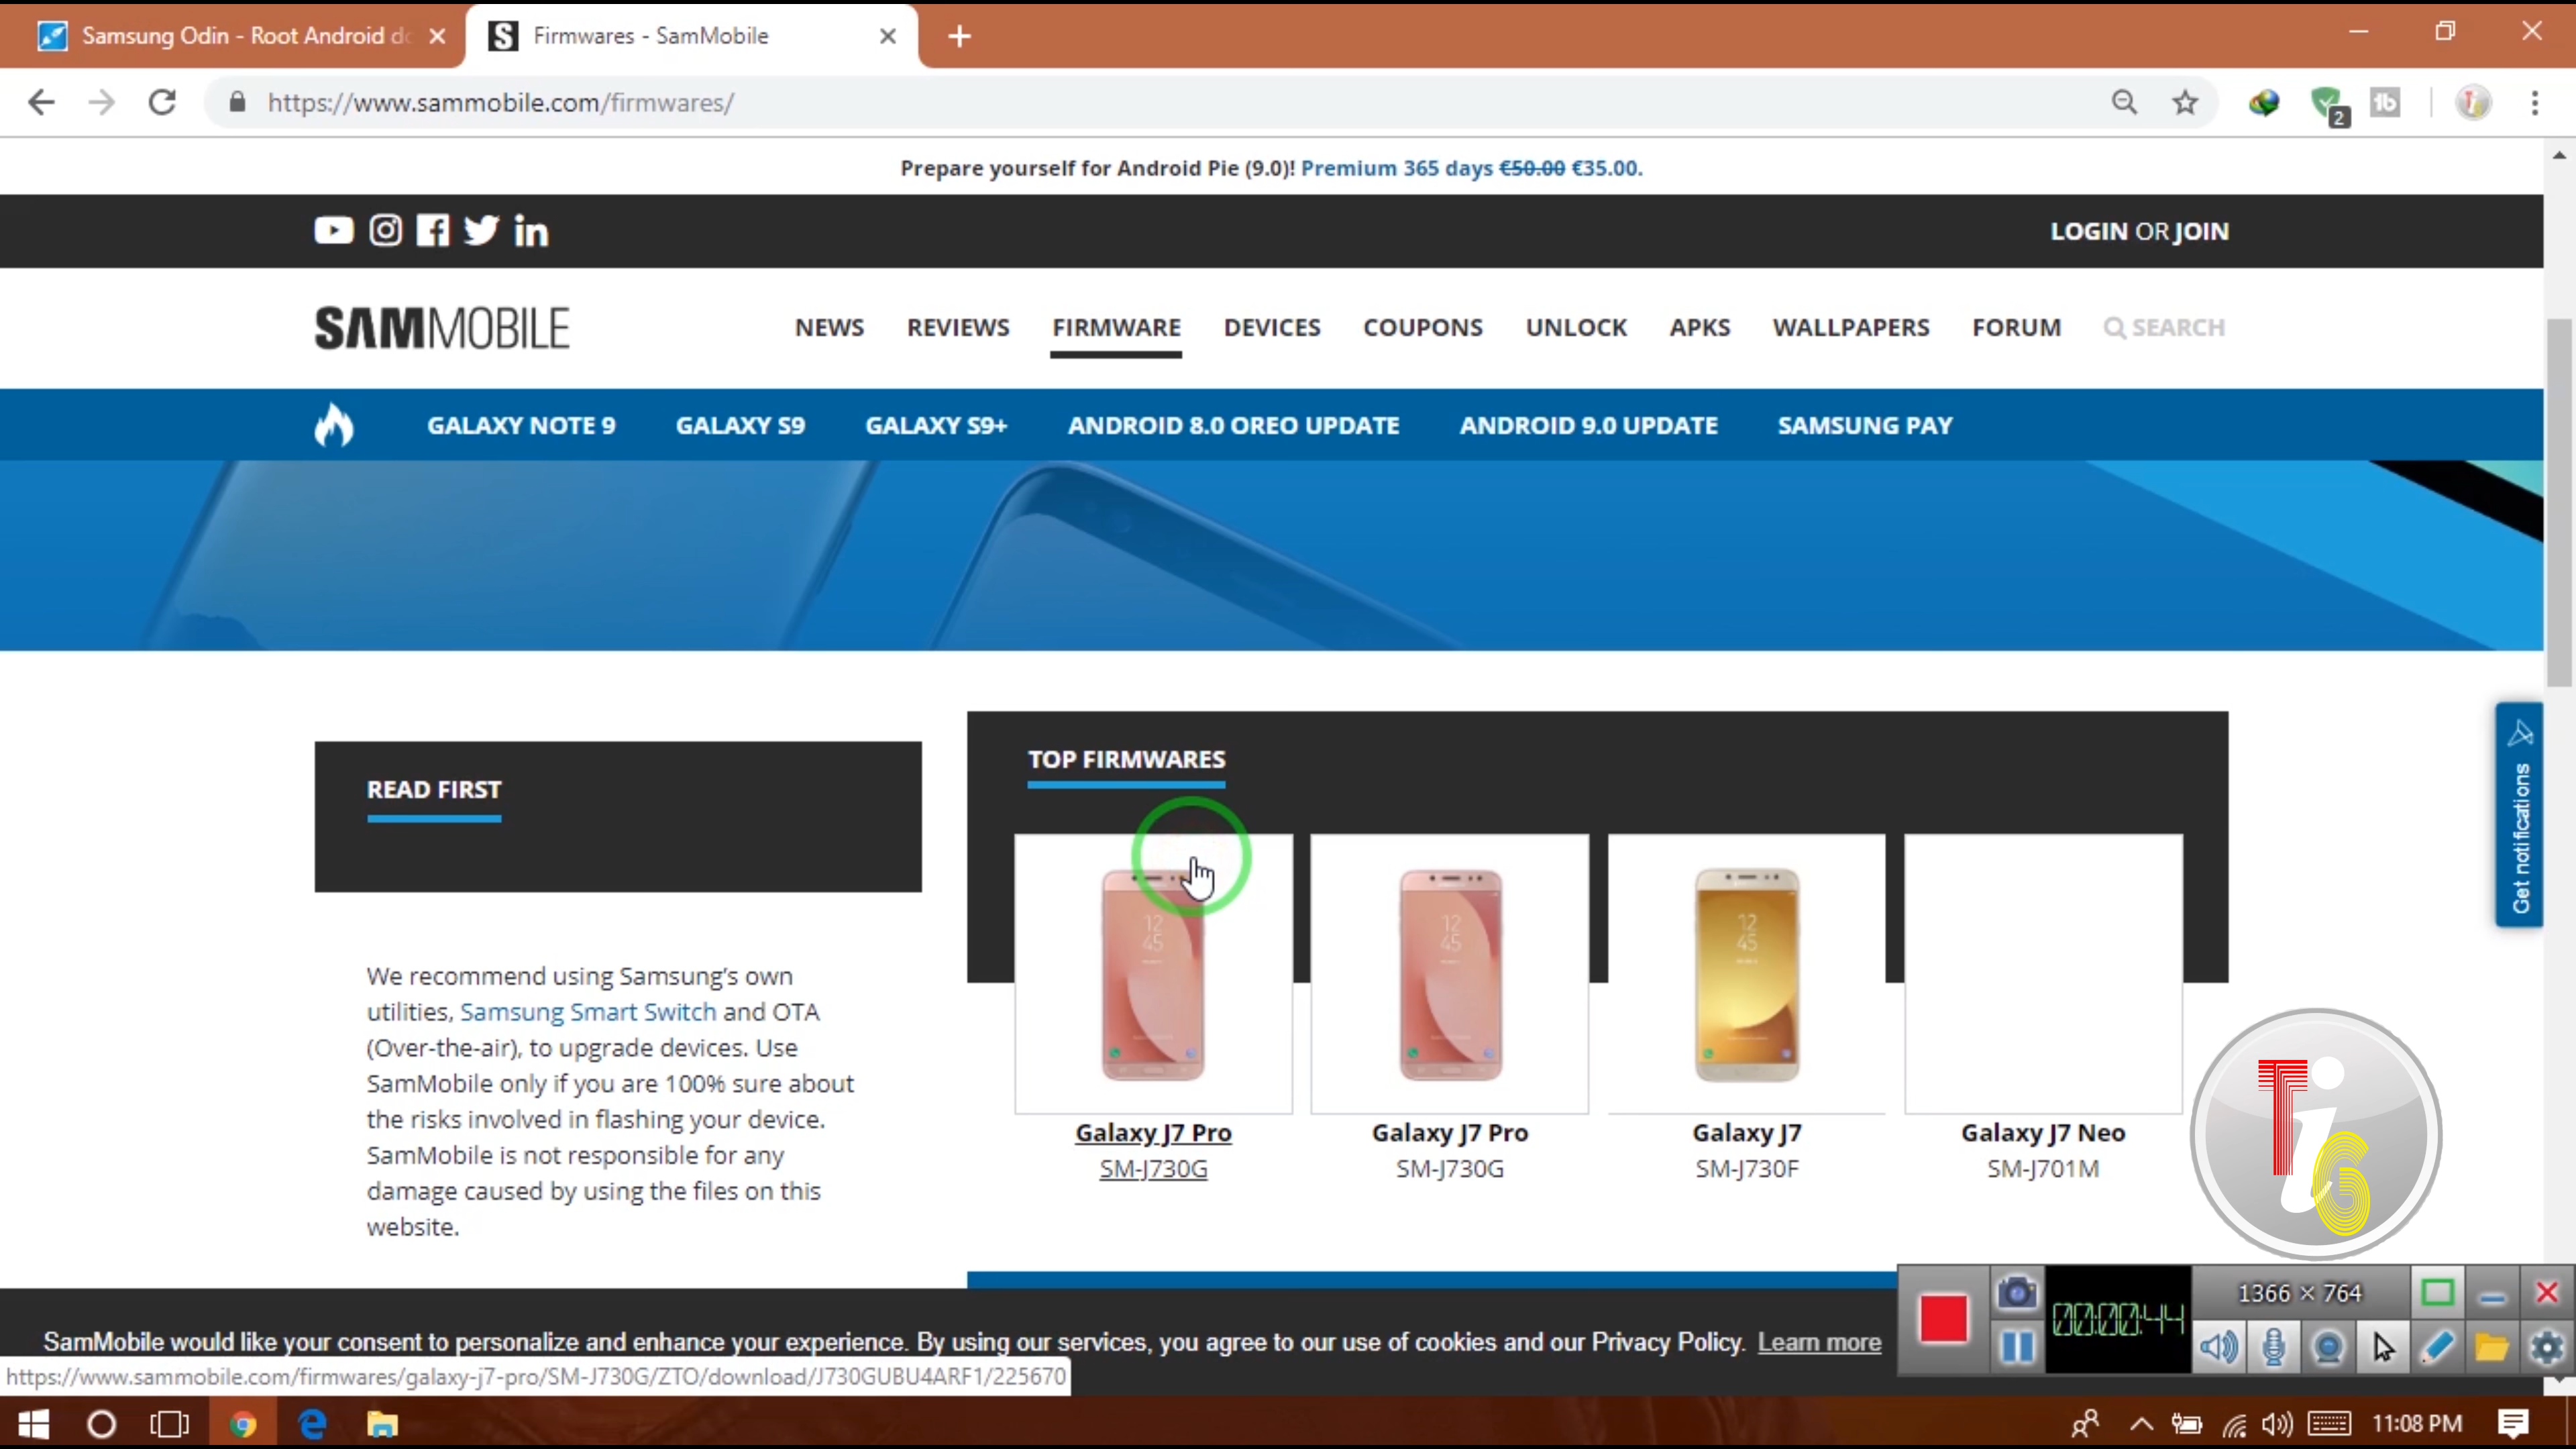 Samsung Odin - Root Android do
Firmwares - SamMobile
https://www.sammobile.com/firmwares/
2
Prepare yourself for Android Pie (9.0)! Premium 365 days €50.00 €35.00.
LOGIN OR JOIN
SAMMOBILE
NEWS REVIEWS FIRMWARE DEVICES COUPONS UNLOCK APKS WALLPAPERS FORUM SEARCH
GALAXY NOTE 9 GALAXY S9 GALAXY S9+ ANDROID 8.0 OREO UPDATE ANDROID 9.0 UPDATE SAMSUNG PAY
READ FIRST
We recommend using Samsung's own
utilities, Samsung Smart Switch and OTA
(Over-the-air), to upgrade devices. Use
SamMobile only if you are 100% sure about
the risks involved in flashing your device.
SamMobile is not responsible for any
damage caused by using the files on this
website.
TOP FIRMWARES
12 45
12 45
12 45
Galaxy J7 Pro
SM-J730G
Galaxy J7 Pro
SM-J730G
Galaxy J7
SM-J730F
Galaxy J7 Neo
SM-J701M
Get notifications
TiG
SamMobile would like your consent to personalize and enhance your experience. By using our services, you agree to our use of cookies and our Privacy Policy. Learn more
https://www.sammobile.com/firmwares/galaxy-j7-pro/SM-J730G/ZTO/download/J730GUBU4ARF1/225670
00:00:44
1366 × 764
11:08 PM